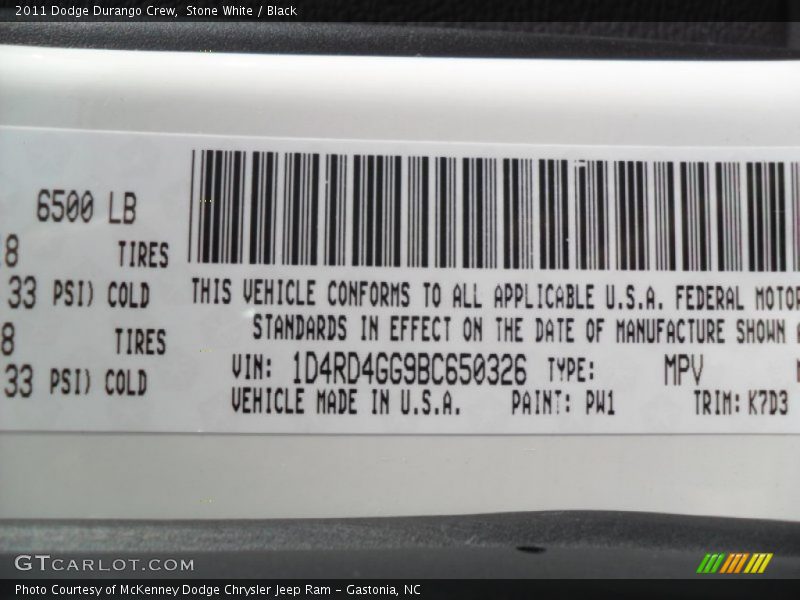 2011 Dodge Durango Crew, Stone White / Black
6500 LB
8 TIRES
33 PSI) COLD
8 TIRES
33 PSI) COLD
THIS VEHICLE CONFORMS TO ALL APPLICABLE U.S.A. FEDERAL MOTOR
STANDARDS IN EFFECT ON THE DATE OF MANUFACTURE SHOWN
VIN: 1D4RD4GG9BC650326 TYPE: MPV
VEHICLE MADE IN U.S.A. PAINT: PW1 TRIM: K7D3
GTCARLOT.COM
Photo Courtesy of McKenney Dodge Chrysler Jeep Ram - Gastonia, NC